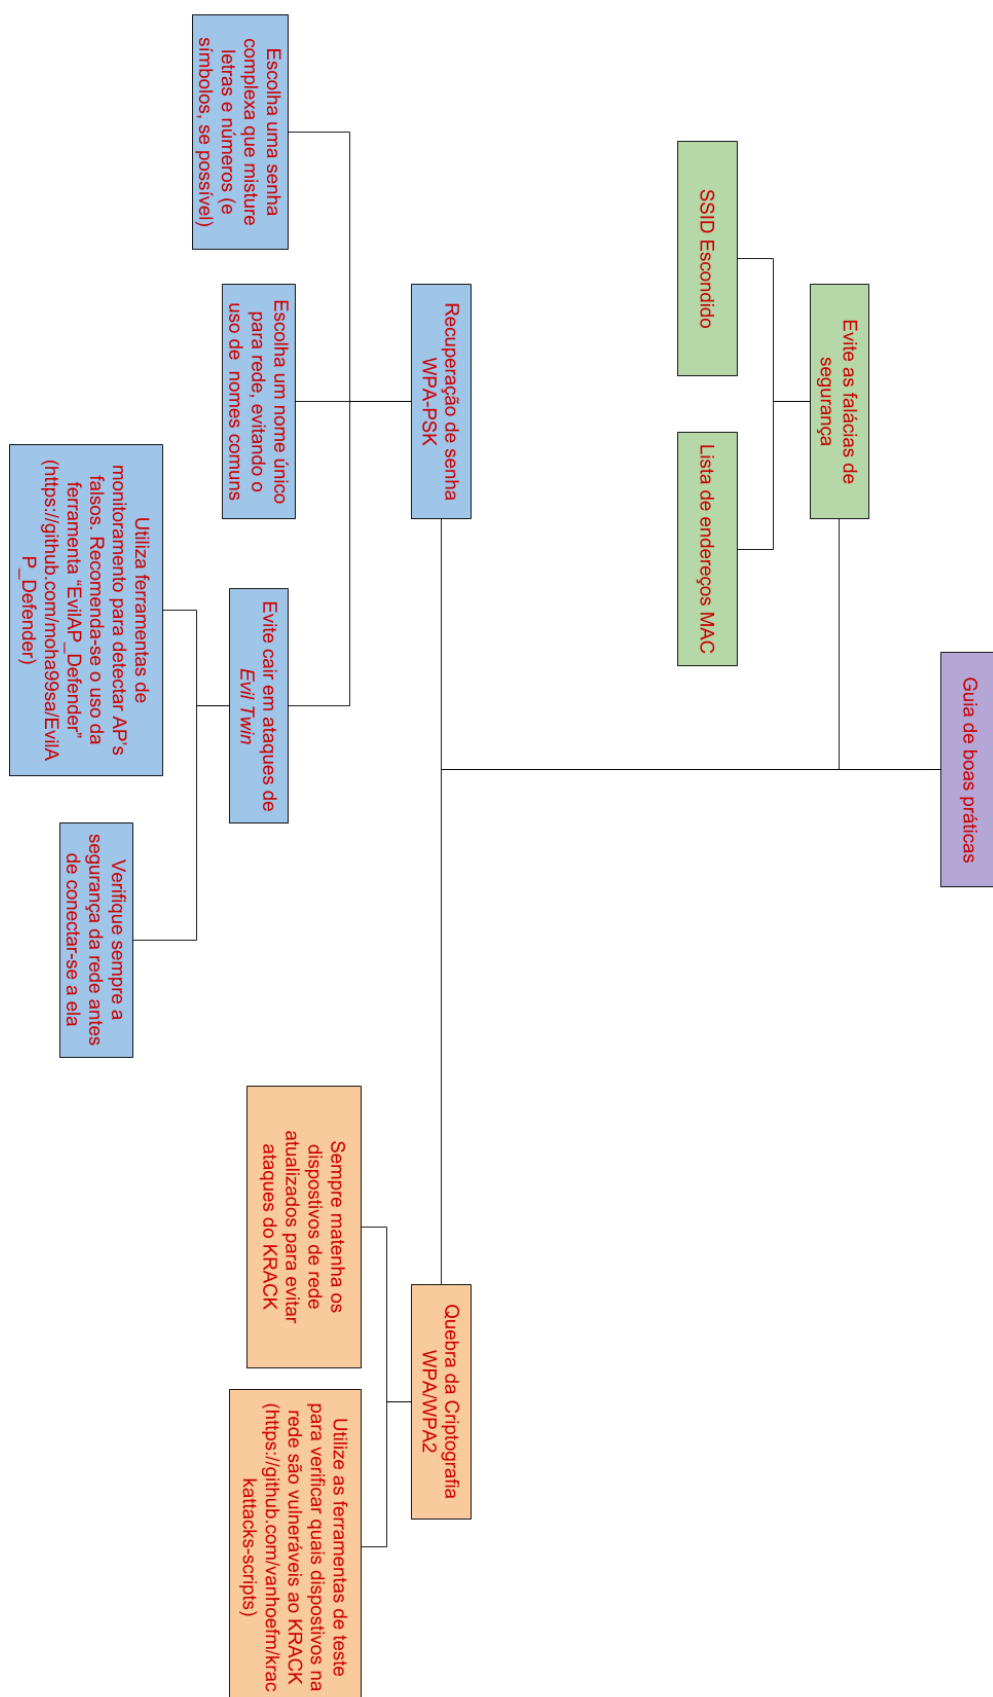 Guia de boas práticas
Evite as falácias de
segurança
SSID Escondido
Lista de endereços MAC
Recuperação de senha
WPA-PSK
Quebra da Criptografia
WPA/WPA2
Escolha uma senha
complexa que misture
letras e números (e
símbolos, se possível)
Escolha um nome único
para rede, evitando o
uso de nomes comuns
Evite cair em ataques de
Evil Twin
Utiliza ferramentas de
monitoramento para detectar AP's
falsos. Recomenda-se o uso da
ferramenta “EvilAP_Defender”
(https://github.com/moha99sa/EvilA
P_Defender)
Verifique sempre a
segurança da rede antes
de conectar-se a ela
Sempre matenha os
dispostivos de rede
atualizados para evitar
ataques do KRACK
Utilize as ferramentas de teste
para verificar quais dispostivos na
rede são vulneráveis ao KRACK
(https://github.com/vanhoefm/krac
kattacks-scripts)